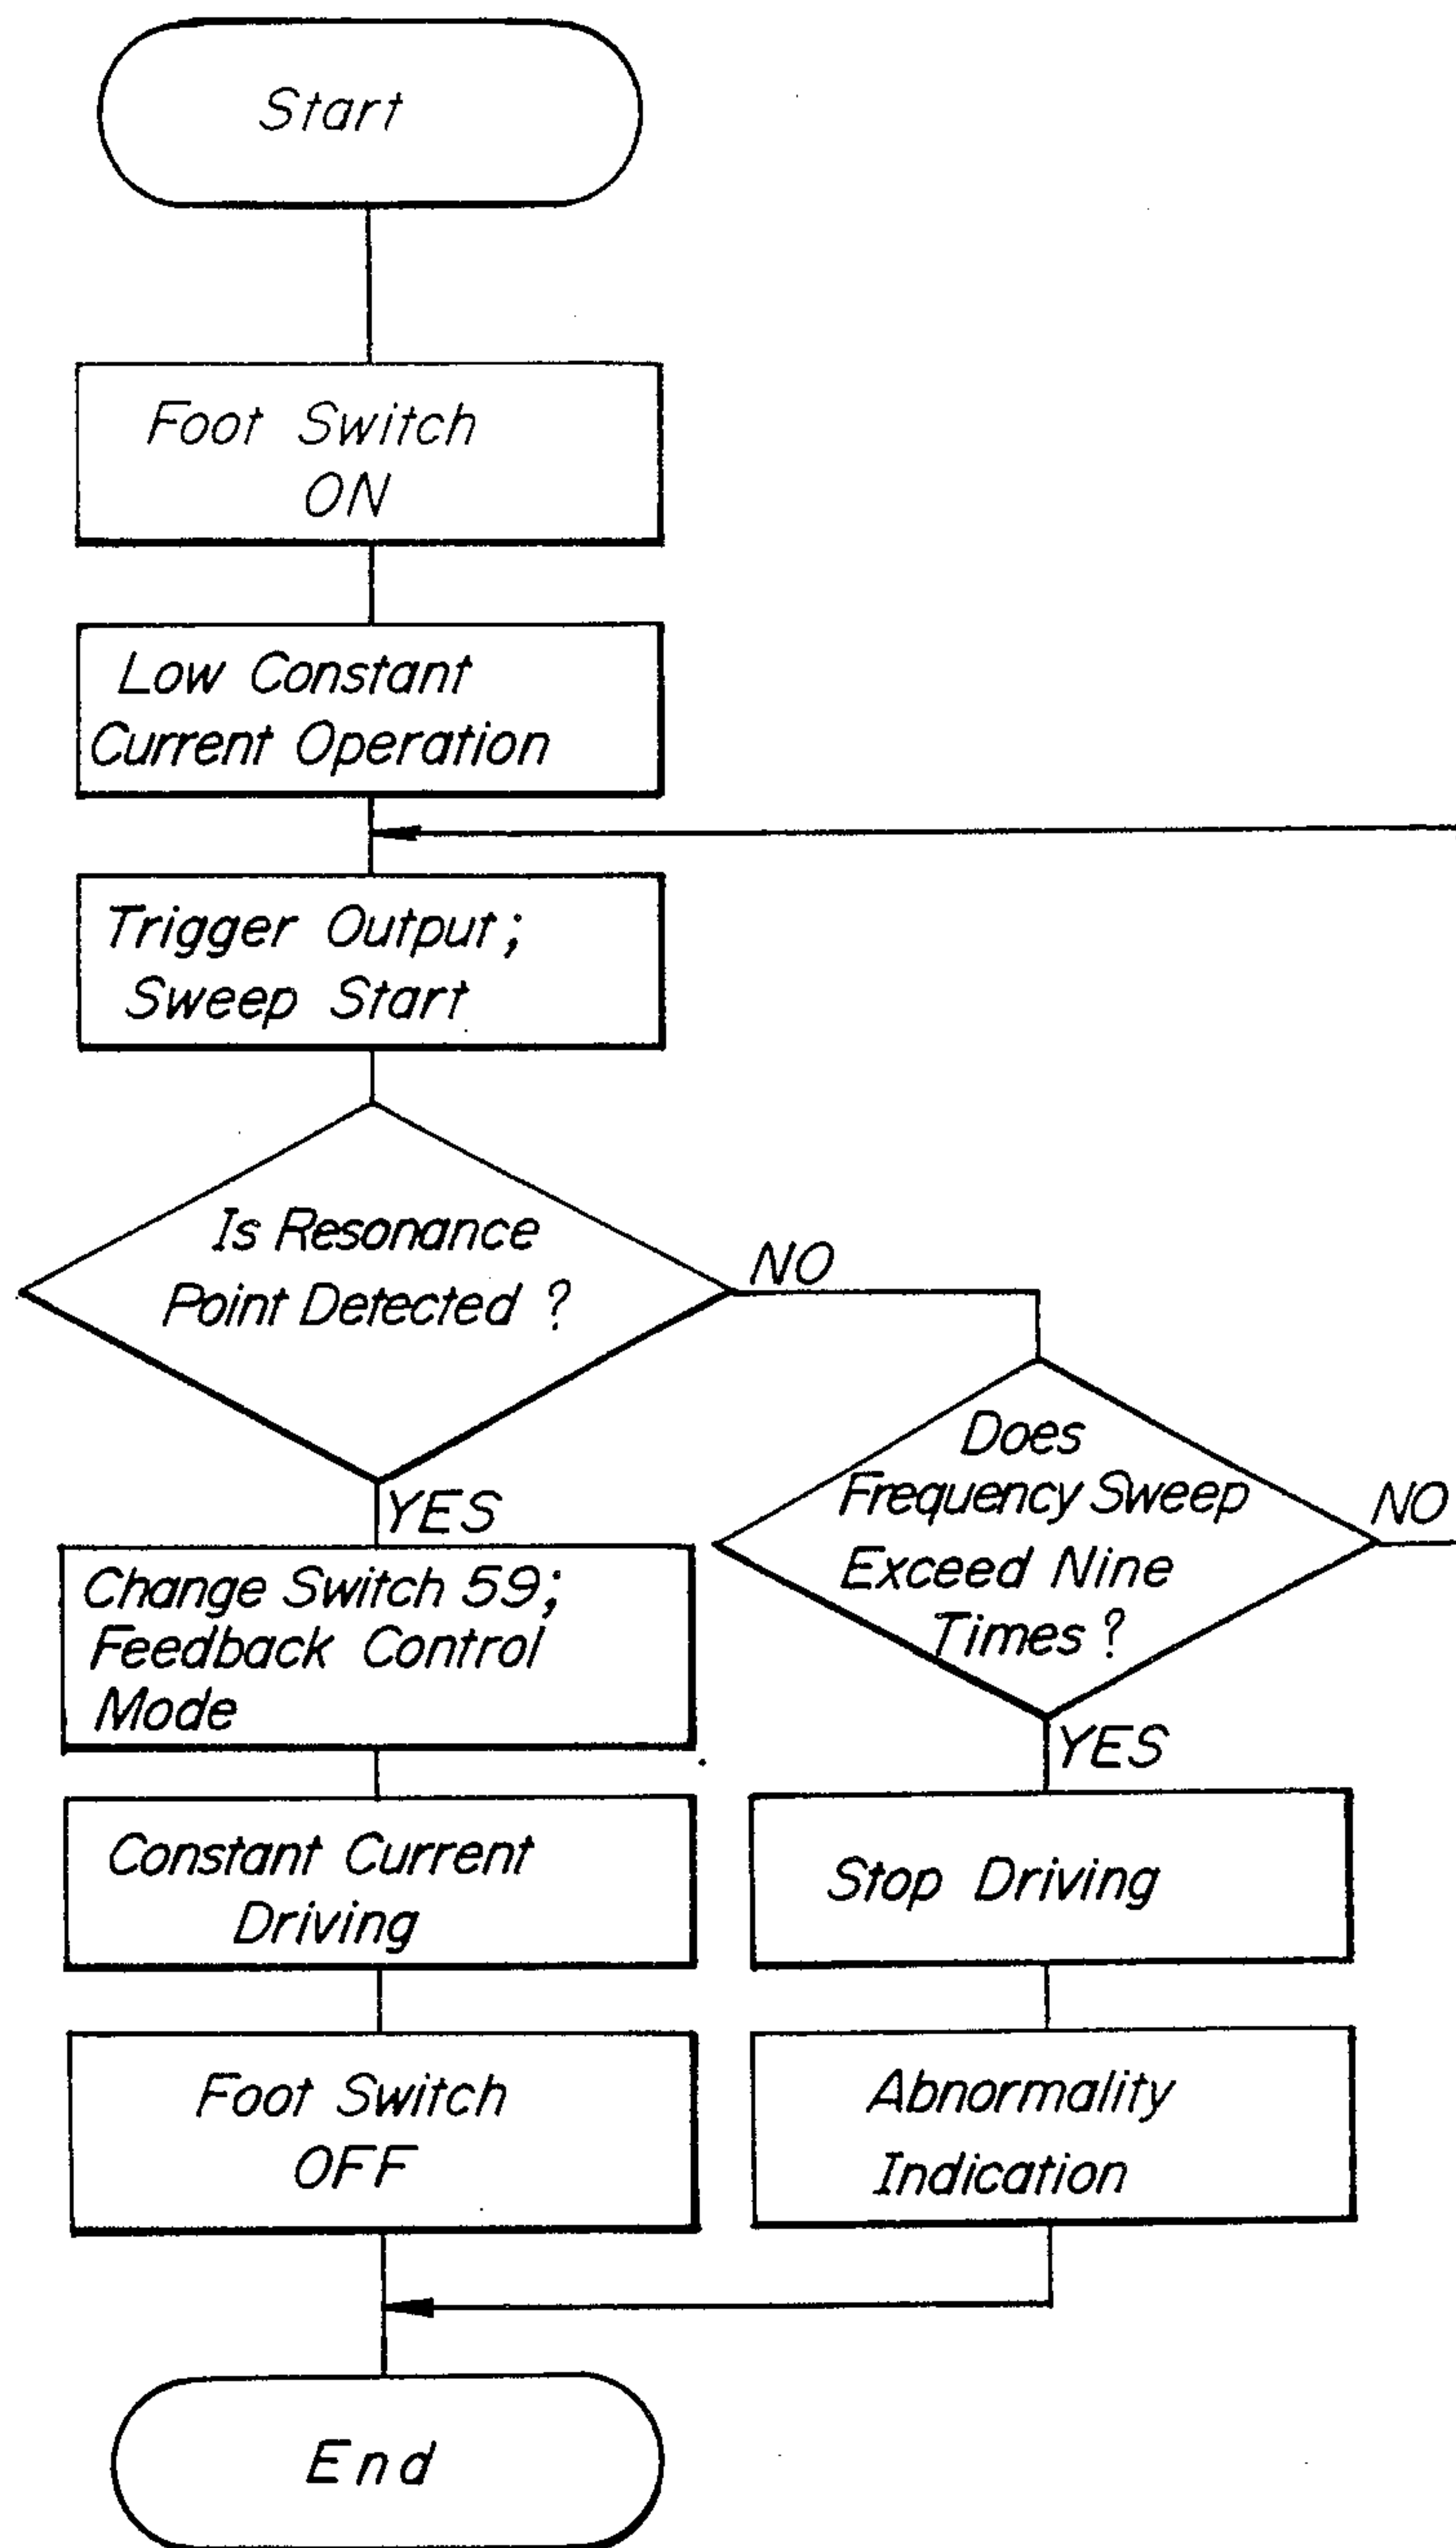 Start
Foot Switch
ON
Low Constant
Current Operation
Trigger Output;
Sweep Start
Is Resonance
Point Detected ?
NO
YES
Does
Frequency Sweep
Exceed Nine
Times ?
NO
YES
Change Switch 59;
Feedback Control
Mode
Constant Current
Driving
Foot Switch
OFF
Stop Driving
Abnormality
Indication
End